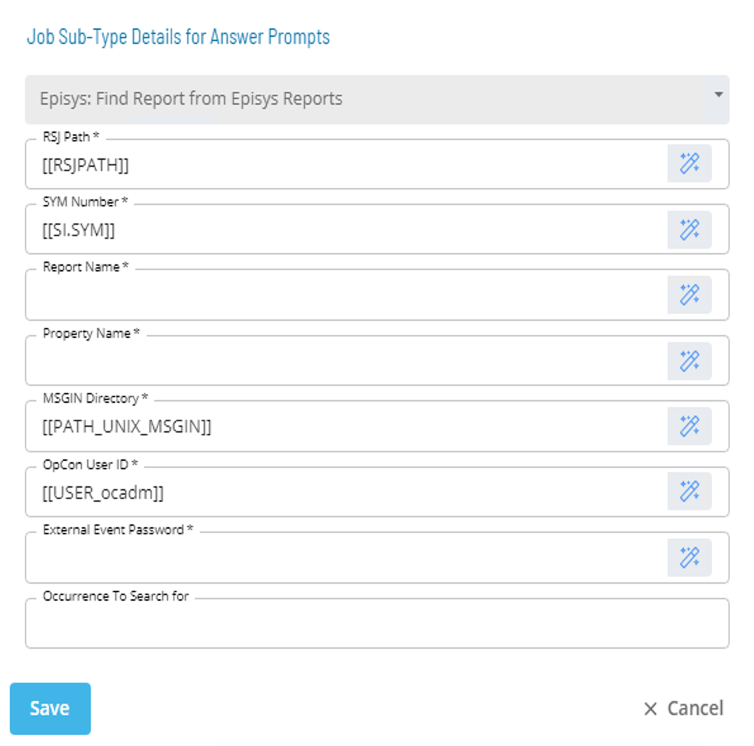 Job Sub-Type Details for Answer Prompts
Episys: Find Report from Episys Reports
RSJ Path *
[[RSJPATH]]
SYM Number *
[[SI.SYM]]
Report Name *
Property Name *
MSGIN Directory *
[[PATH_UNIX_MSGIN]]
OpCon User ID *
[[USER_ocadm]]
External Event Password *
Occurrence To Search for
Save
× Cancel